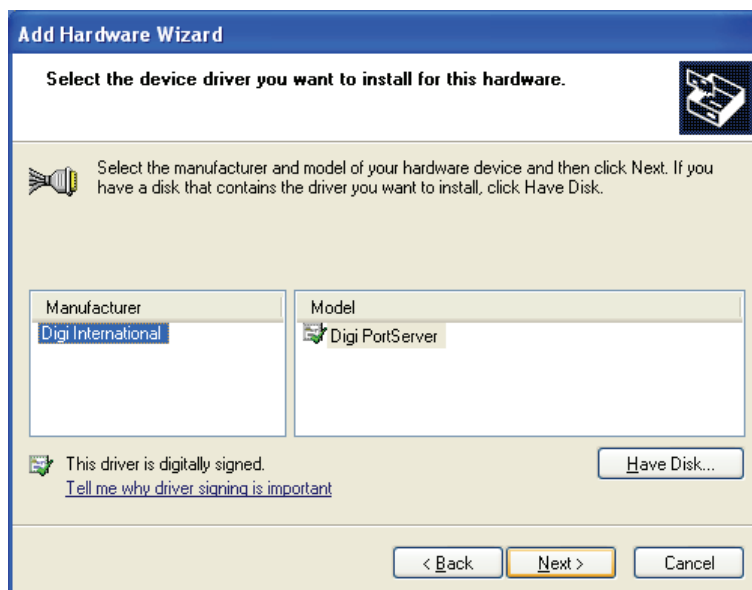 Add Hardware Wizard
Select the device driver you want to install for this hardware.
Select the manufacturer and model of your hardware device and then click Next. If you
have a disk that contains the driver you want to install, click Have Disk.
Manufacturer
Digi International
Model
Digi PortServer
This driver is digitally signed.
Tell me why driver signing is important
Have Disk...
< Back
Next >
Cancel